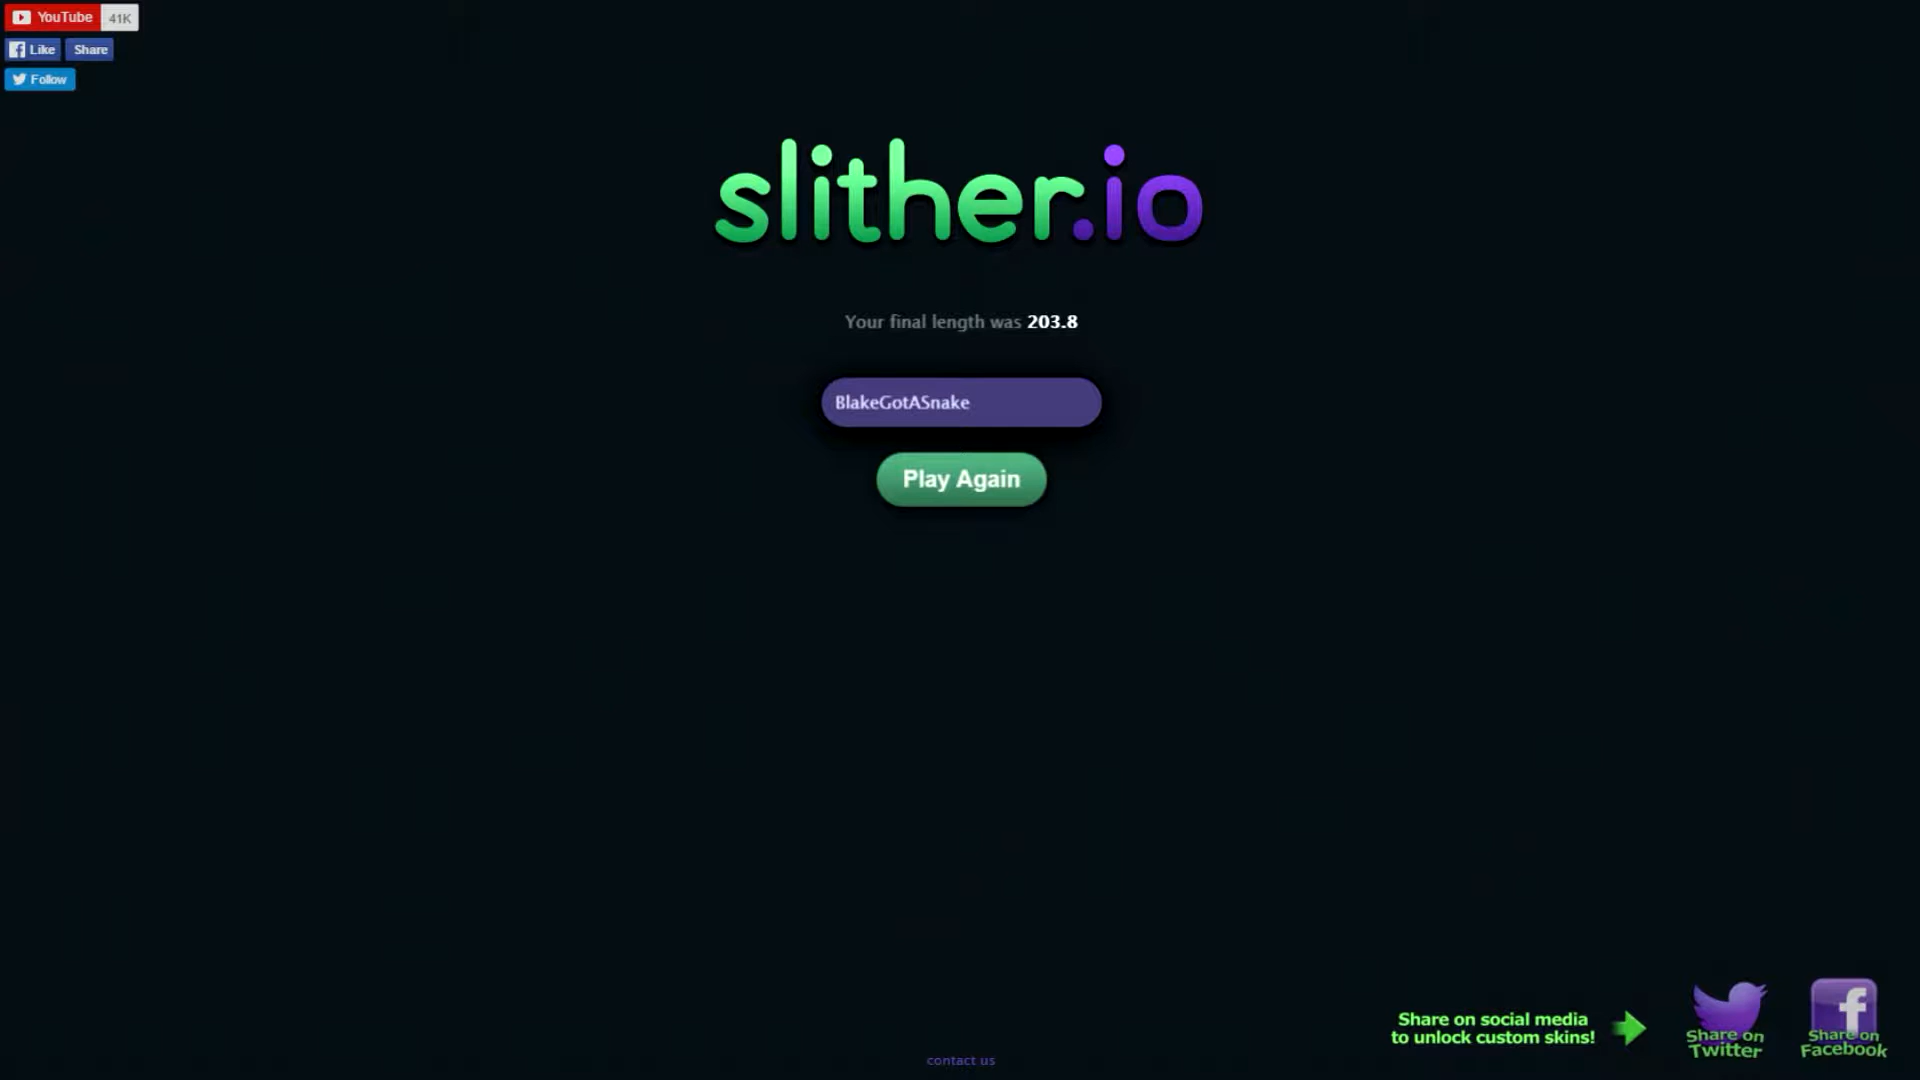 YouTube 41K
Like Share
Follow
slither.io
Your final length was 203.8
BlakeGotASnake
Play Again
Share on social media
to unlock custom skins!
Share on
Twitter
Share on
Facebook
contact us